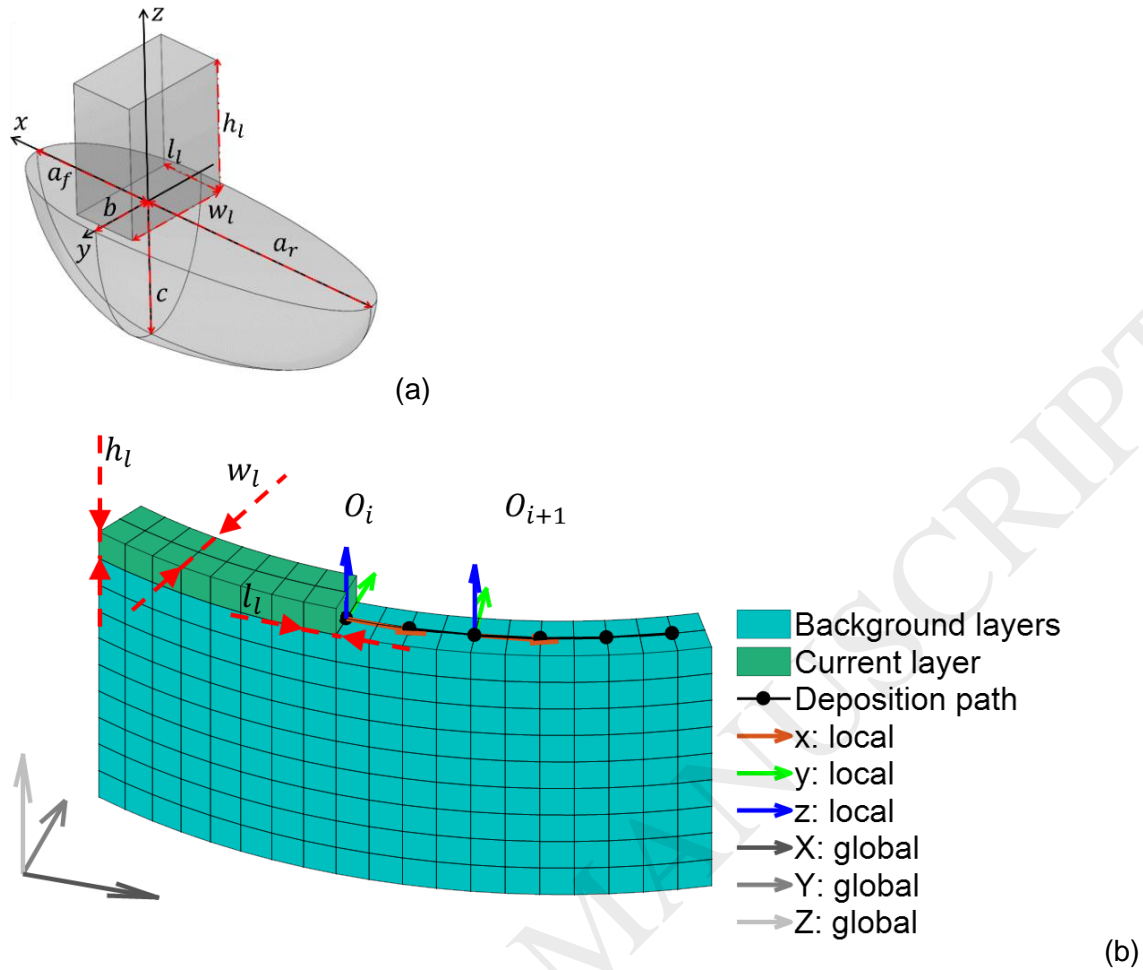 z
x
h_l
l_l
a_f
b
w_l
y
a_r
c
(a)
h_l
w_l
O_i
O_{i+1}
l_l
Background layers
Current layer
Deposition path
x: local
y: local
z: local
X: global
Y: global
Z: global
(b)
MANUSCRIPT